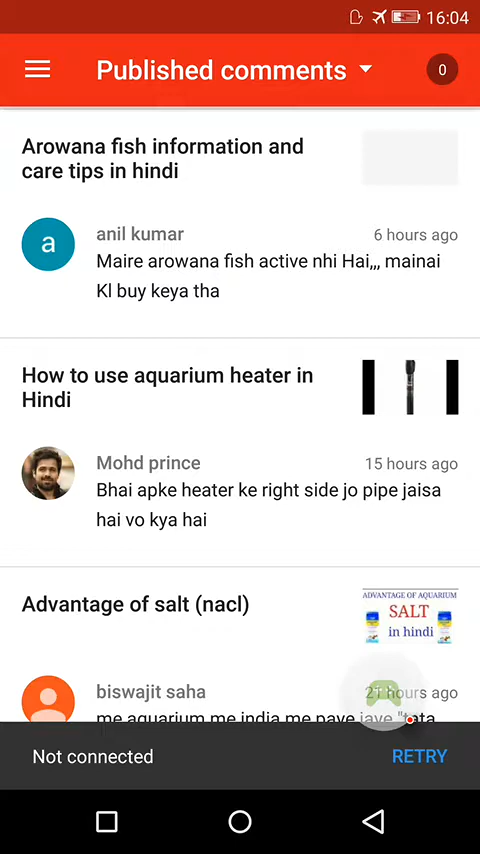 16:04
Published comments
0
Arowana fish information and
care tips in hindi
a
anil kumar
6 hours ago
Maire arowana fish active nhi Hai,,, mainai
Kl buy keya tha
How to use aquarium heater in
Hindi
Mohd prince
15 hours ago
Bhai apke heater ke right side jo pipe jaisa
hai vo kya hai
Advantage of salt (nacl)
ADVANTAGE OF AQUARIUM
SALT
in hindi
biswajit saha
21 hours ago
me aquarium me india me paye jaye "tata
Not connected
RETRY